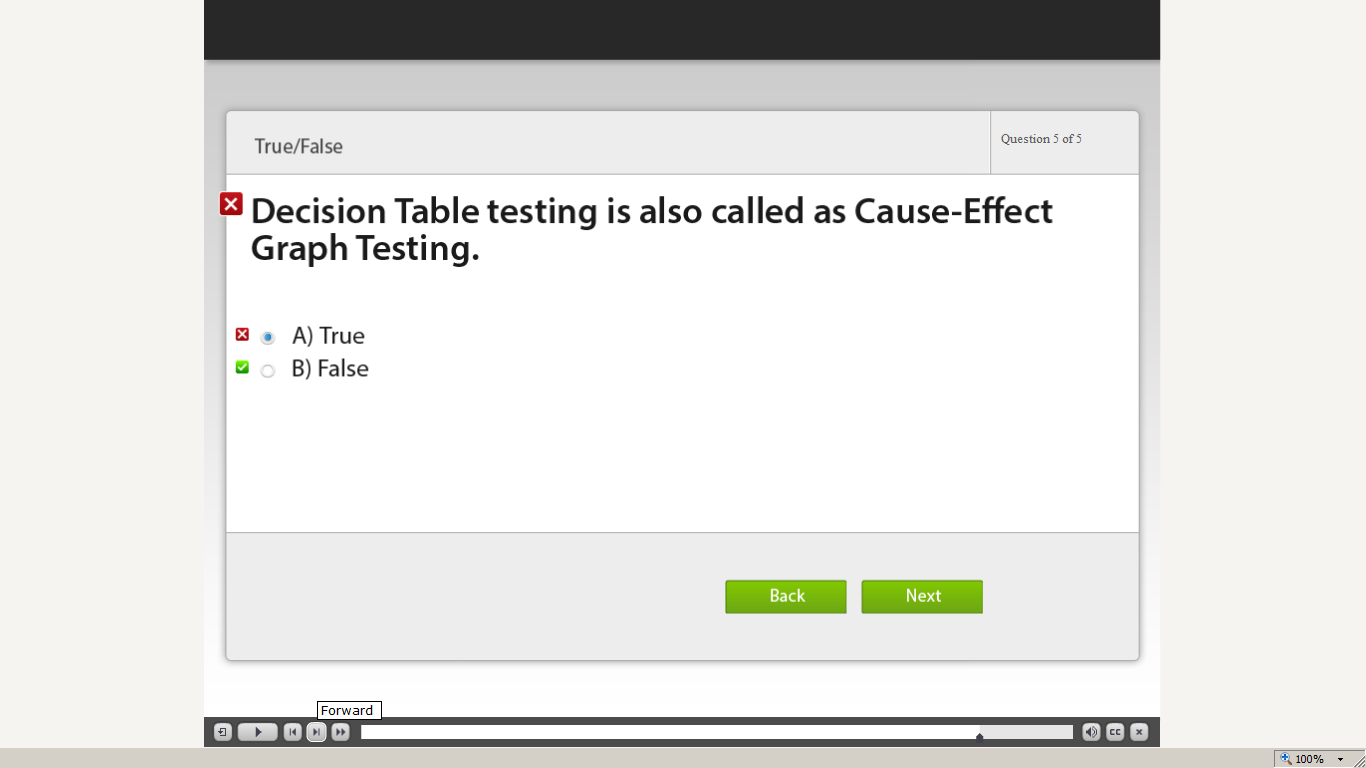 True/False
Question 5 of 5
Decision Table testing is also called as Cause-Effect
Graph Testing.
A) True
B) False
Back
Next
Forward
CC
100%